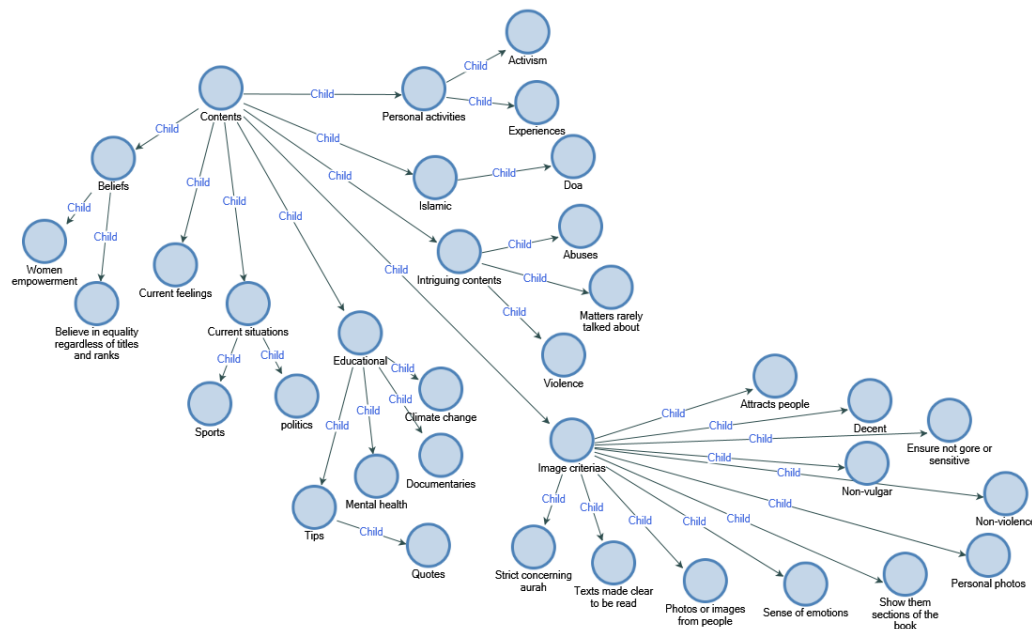 Activism
Child
Contents
Child
Personal activities
Child
Experiences
Child
Child
Child
Doa
Beliefs
Child
Child
Islamic
Child
Child
Child
Women
empowerment
Child
Child
Abuses
Current feelings
Child
Intriguing contents
Child
Matters rarely
talked about
Believe in equality
regardless of titles
and ranks
Current situations
Child
Child
Child
Educational
Child
Violence
Child
Climate change
Sports
politics
Child
Child
Child
Attracts people
Child
Decent
Child
Child
Ensure not gore or
sensitive
Image criterias
Child
Child
Non-vulgar
Documentaries
Mental health
Non-violence
Tips
Child
Quotes
Child
Child
Child
Child
Child
Child
Strict concerning
aurah
Texts made clear
to be read
Photos or images
from people
Sense of emotions
Show them
sections of the
book
Personal photos